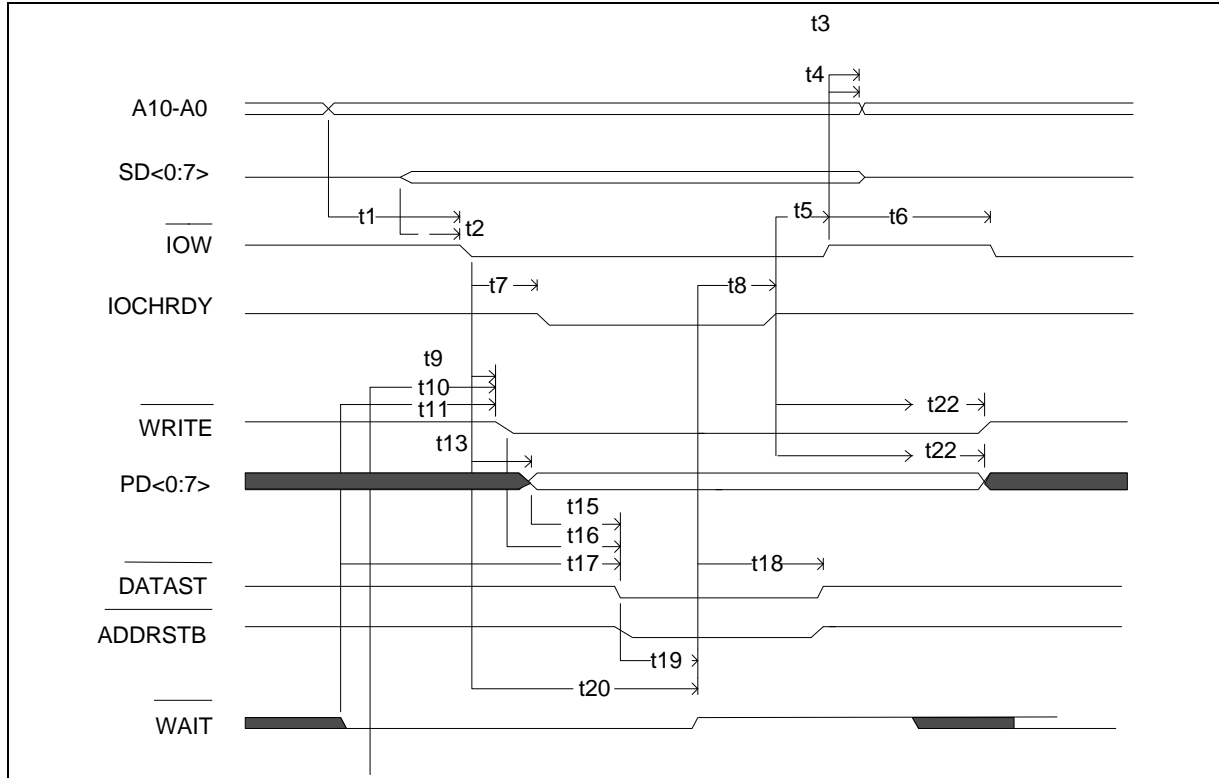 t3
t4
A10-A0
SD<0:7>
t1
t2
t5
t6
IOW
t7
t8
IOCHRDY
t9
t10
t11
t22
WRITE
t13
t22
PD<0:7>
t15
t16
t17
t18
DATAST
ADDRSTB
t19
t20
WAIT